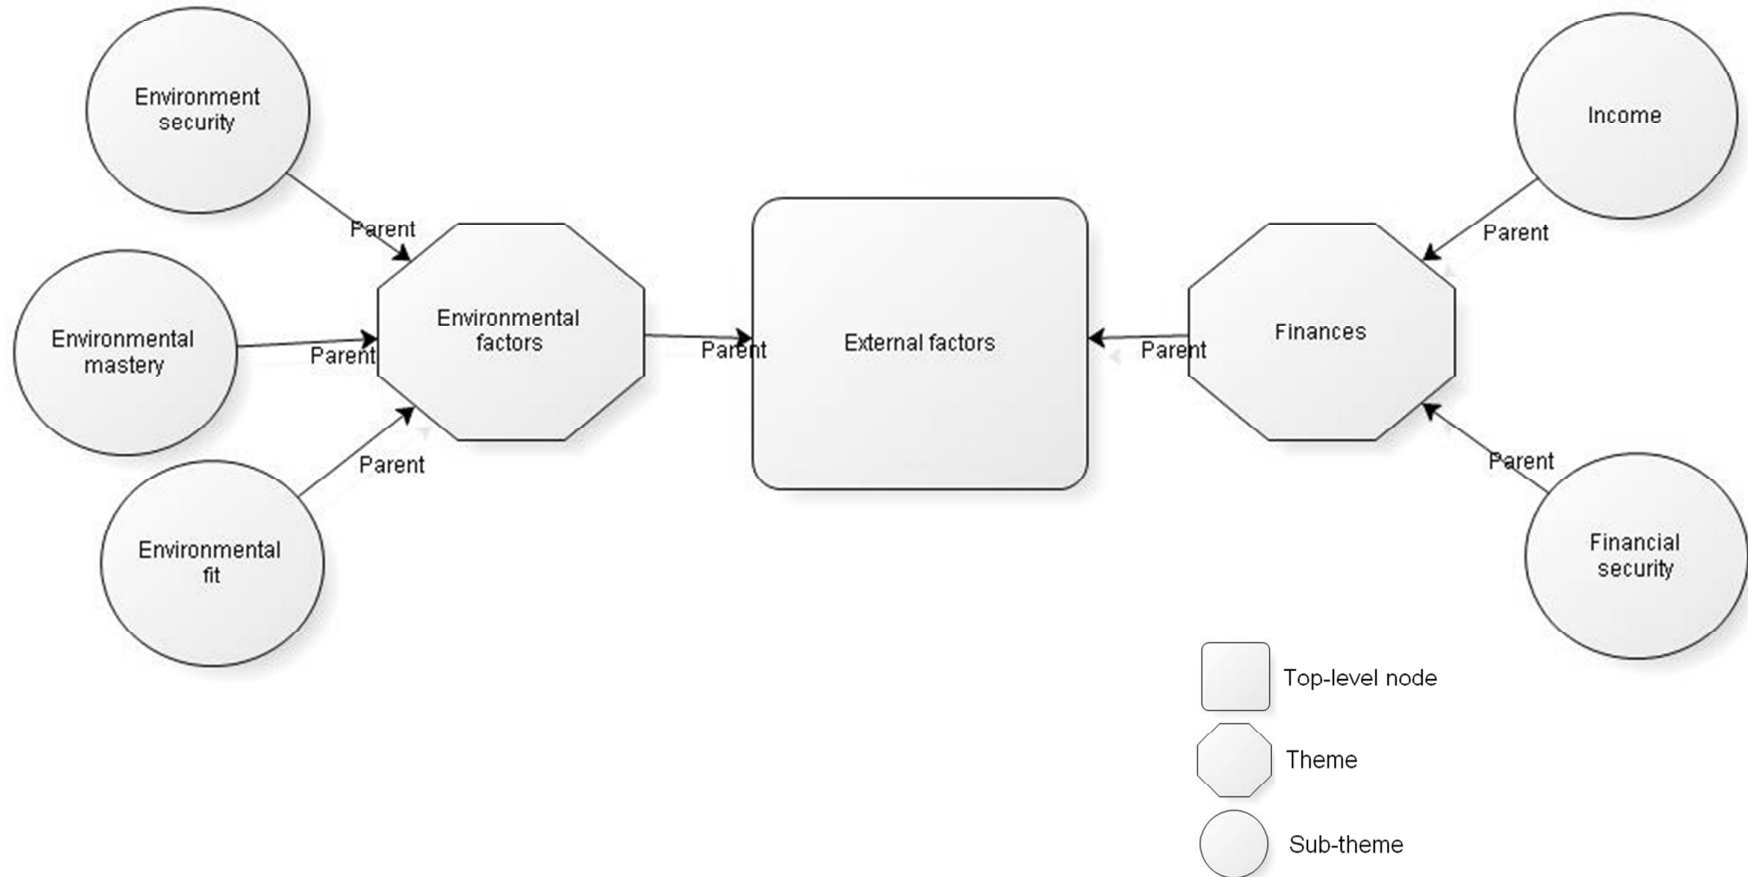 Environment
security
Income
Parent
Parent
Environmental
factors
Finances
Environmental
mastery
External factors
Parent
Parent
Parent
Parent
Parent
Environmental
fit
Financial
security
Top-level node
Theme
Sub-theme